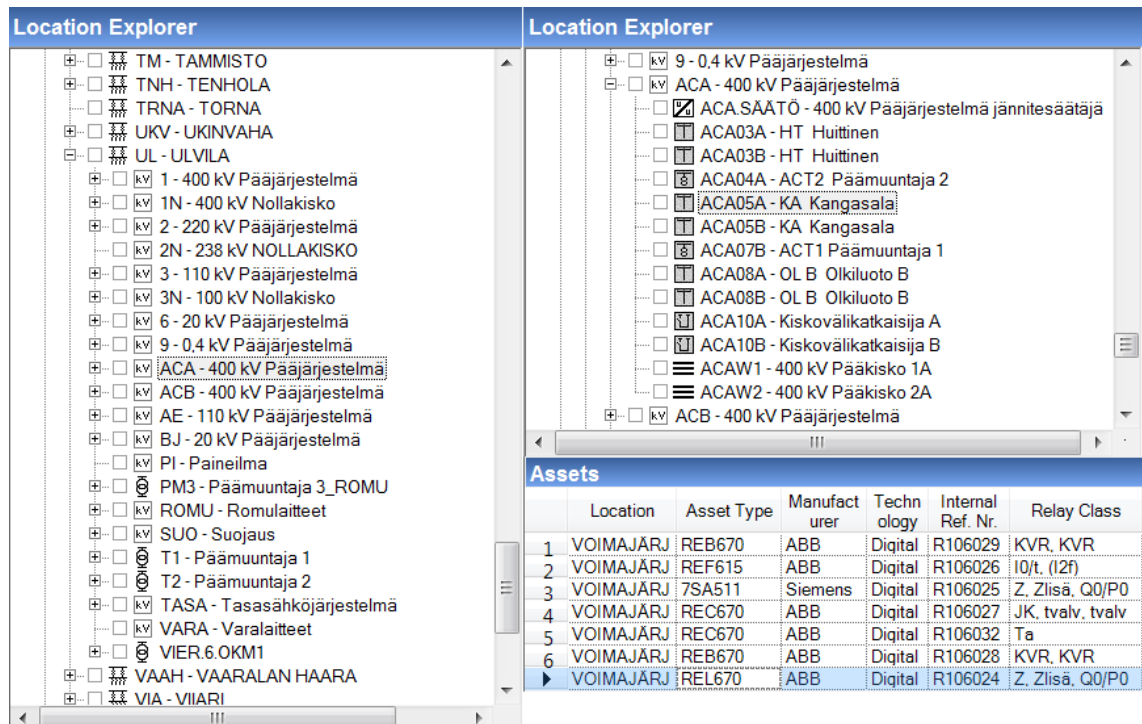 Location Explorer
TM - TAMMISTO
TNH - TENHOLA
TRNA - TORNA
UKV - UKINVAHA
UL - ULVILA
1 - 400 kV Pääjärjestelmä
1N - 400 kV Nollakisko
2 - 220 kV Pääjärjestelmä
2N - 238 kV NOLLAKISKO
3 - 110 kV Pääjärjestelmä
3N - 100 kV Nollakisko
6 - 20 kV Pääjärjestelmä
9 - 0,4 kV Pääjärjestelmä
ACA - 400 kV Pääjärjestelmä
ACB - 400 kV Pääjärjestelmä
AE - 110 kV Pääjärjestelmä
BJ - 20 kV Pääjärjestelmä
PI - Paineilma
PM3 - Päämuuntaja 3_ROMU
ROMU - Romulaitteet
SUO - Suojaus
T1 - Päämuuntaja 1
T2 - Päämuuntaja 2
TASA - Tasasähköjärjestelmä
VARA - Varalaitteet
VIER.6.OKM1
VAAH - VAARALAN HAARA
VIA - VIIARI
Location Explorer
9 - 0,4 kV Pääjärjestelmä
ACA - 400 kV Pääjärjestelmä
ACA.SÄÄTÖ - 400 kV Pääjärjestelmä jännitesäätäjä
ACA03A - HT Huittinen
ACA03B - HT Huittinen
ACA04A - ACT2 Päämuuntaja 2
ACA05A - KA Kangasala
ACA05B - KA Kangasala
ACA07B - ACT1 Päämuuntaja 1
ACA08A - OL B Olkiluoto B
ACA08B - OL B Olkiluoto B
ACA10A - Kiskovälikatkaisija A
ACA10B - Kiskovälikatkaisija B
ACAW1 - 400 kV Pääkisko 1A
ACAW2 - 400 kV Pääkisko 2A
ACB - 400 kV Pääjärjestelmä
Assets
Location Asset Type Manufact urer Techn ology Internal Ref. Nr. Relay Class
1 VOIMAJÄRJ REB670 ABB Digital R106029 KVR, KVR
2 VOIMAJÄRJ REF615 ABB Digital R106026 I0/t, (I2f)
3 VOIMAJÄRJ 7SA511 Siemens Digital R106025 Z, Zlisä, Q0/P0
4 VOIMAJÄRJ REC670 ABB Digital R106027 JK, tvalv, tvalv
5 VOIMAJÄRJ REC670 ABB Digital R106032 Ta
6 VOIMAJÄRJ REB670 ABB Digital R106028 KVR, KVR
VOIMAJÄRJ REL670 ABB Digital R106024 Z, Zlisä, Q0/P0